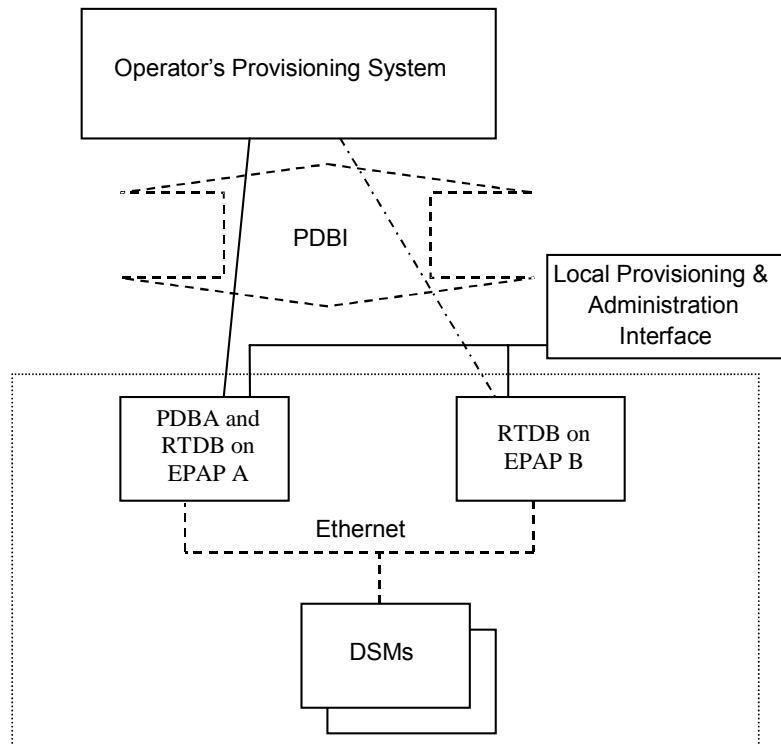 Operator’s Provisioning System
PDBI
Local Provisioning &
Administration
Interface
PDBA and
RTDB on
EPAP A
RTDB on
EPAP B
Ethernet
DSMs